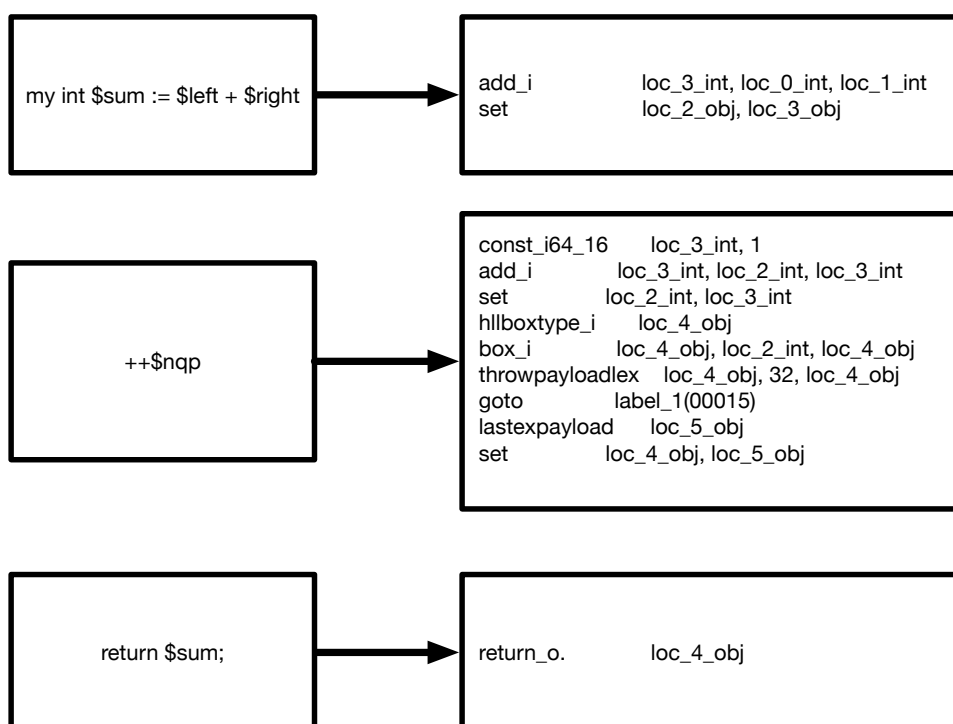 my int $sum := $left + $right
add_i loc_3_int, loc_0_int, loc_1_int
set loc_2_obj, loc_3_obj
++$nqp
const_i64_16 loc_3_int, 1
add_i loc_3_int, loc_2_int, loc_3_int
set loc_2_int, loc_3_int
hllboxtype_i loc_4_obj
box_i loc_4_obj, loc_2_int, loc_4_obj
throwpayloadlex loc_4_obj, 32, loc_4_obj
goto label_1(00015)
lastexpayload loc_5_obj
set loc_4_obj, loc_5_obj
return $sum;
return_o. loc_4_obj